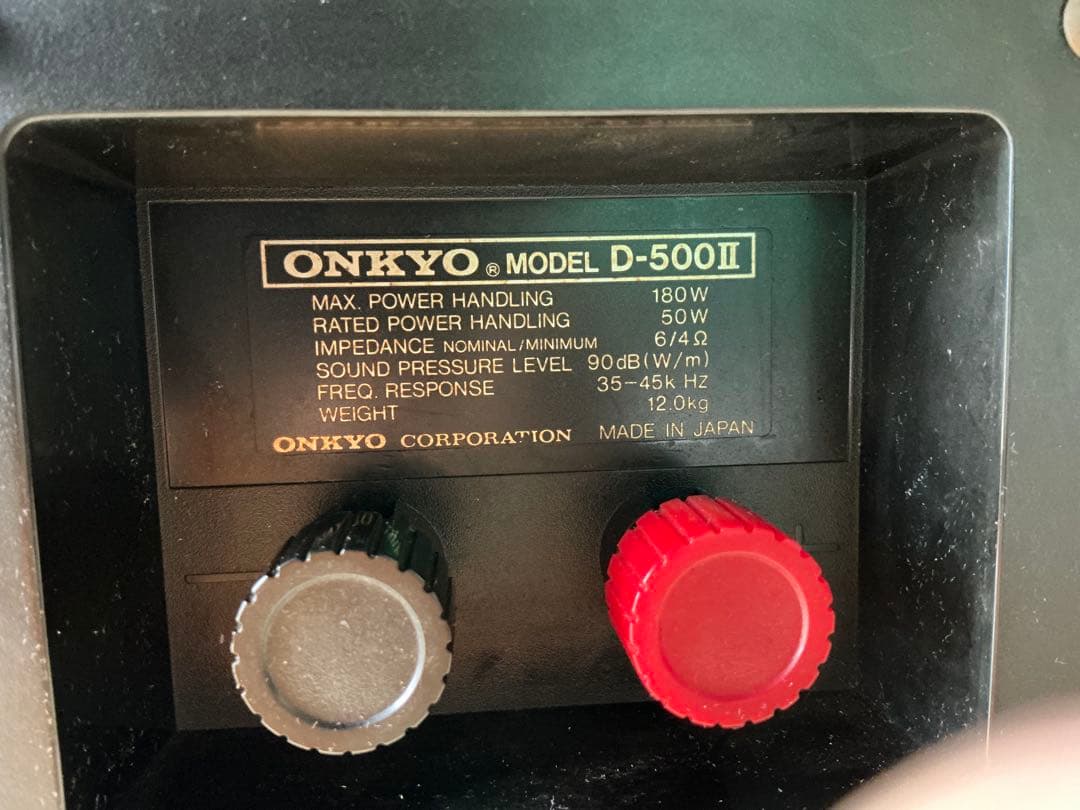 ONKYO ® MODEL D-500Ⅱ
MAX. POWER HANDLING 180W
RATED POWER HANDLING 50W
IMPEDANCE NOMINAL/MINIMUM 6/4Ω
SOUND PRESSURE LEVEL 90dB(W/m)
FREQ. RESPONSE 35-45k Hz
WEIGHT 12.0kg
ONKYO CORPORATION MADE IN JAPAN